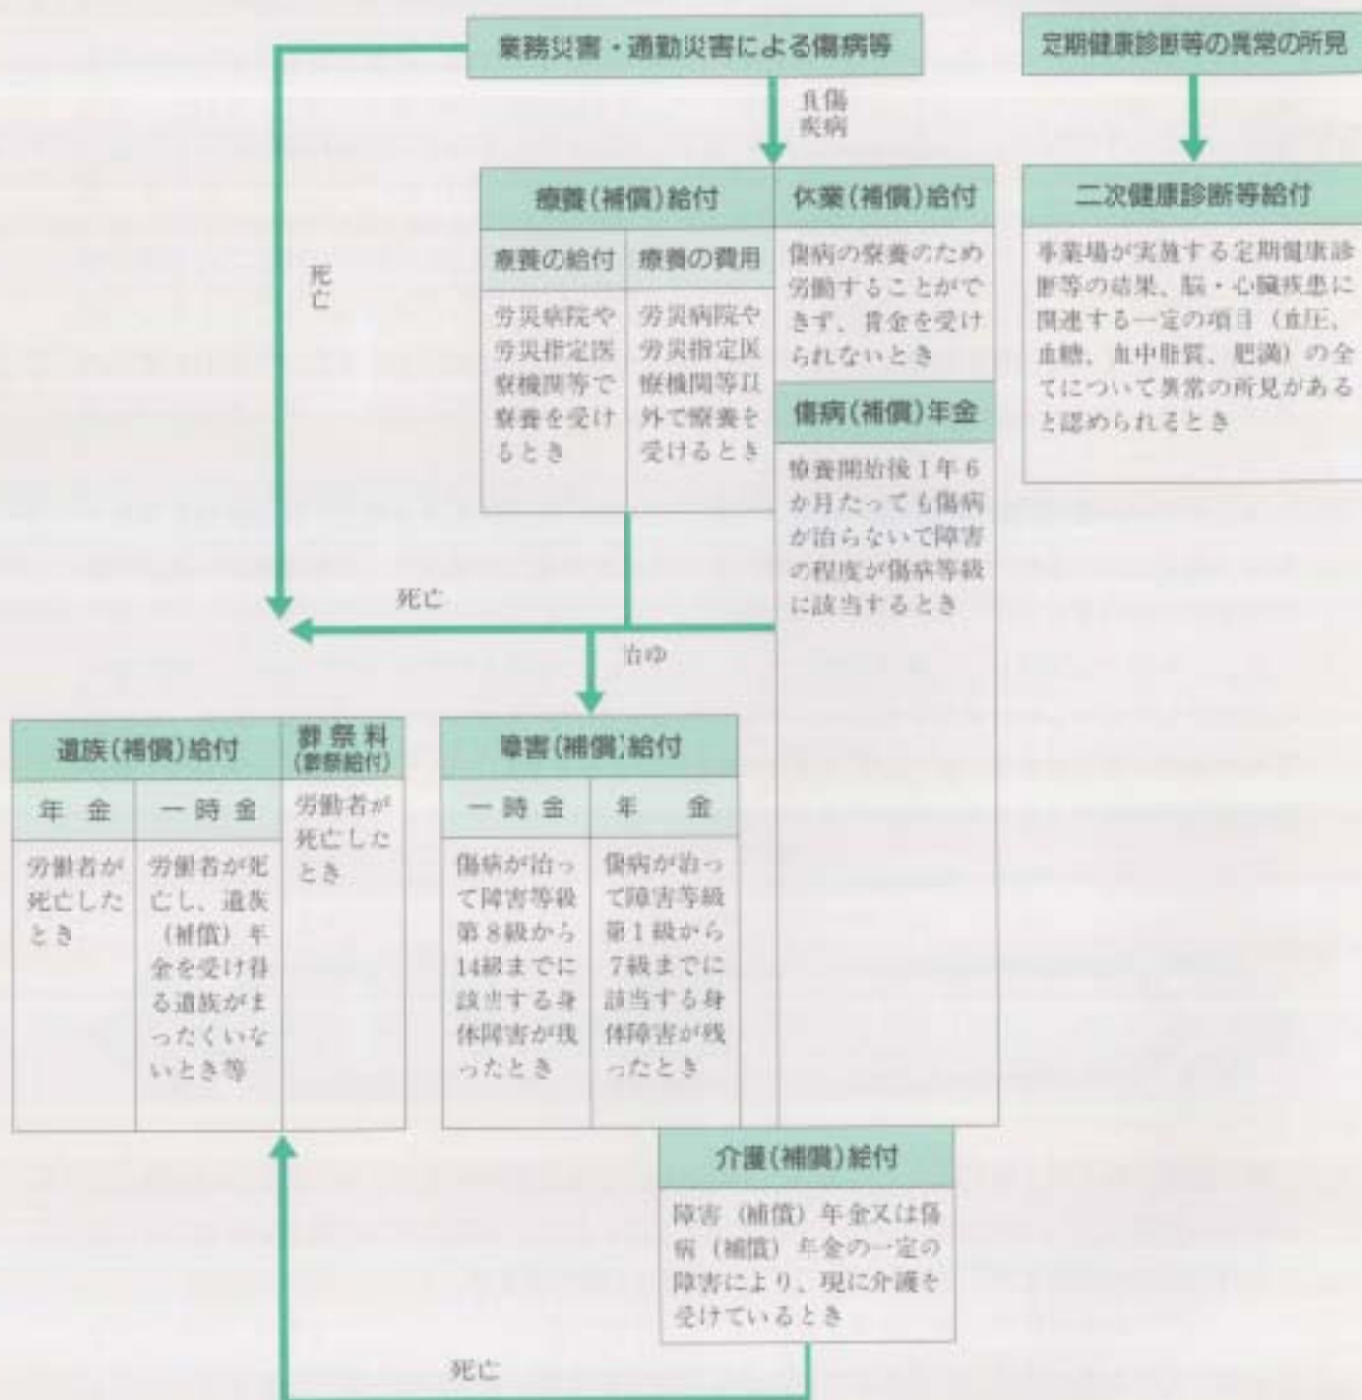 業務災害・通勤災害による傷病等
定期健康診断等の異常の所見
負傷
疾病
死亡
療養(補償)給付
療養の給付
労災病院や
労災指定医
療機関等で
療養を受け
るとき
療養の費用
労災病院や
労災指定医
療機関等以
外で療養を
受けるとき
休業(補償)給付
傷病の療養のため
労働することがで
きず、賃金を受け
られないとき
傷病(補償)年金
療養開始後1年6
か月たっても傷病
が治らないで障害
の程度が傷病等級
に該当するとき
二次健康診断等給付
事業場が実施する定期健康診
断等の結果、脳・心臓疾患に
関連する一定の項目(血圧、
血糖、血中脂質、肥満)の全
てについて異常の所見がある
と認められるとき
死亡
治ゆ
遺族(補償)給付
年金
労働者が
死亡した
とき
一時金
労働者が死
亡し、遺族
(補償)年
金を受け得
る遺族がま
ったくいな
いとき等
葬祭料
(葬祭給付)
労働者が
死亡した
とき
障害(補償)給付
一時金
傷病が治っ
て障害等級
第8級から
14級までに
該当する身
体障害が残
ったとき
年金
傷病が治っ
て障害等級
第1級から
7級までに
該当する身
体障害が残
ったとき
介護(補償)給付
障害(補償)年金又は傷
病(補償)年金の一定の
障害により、現に介護を
受けているとき
死亡